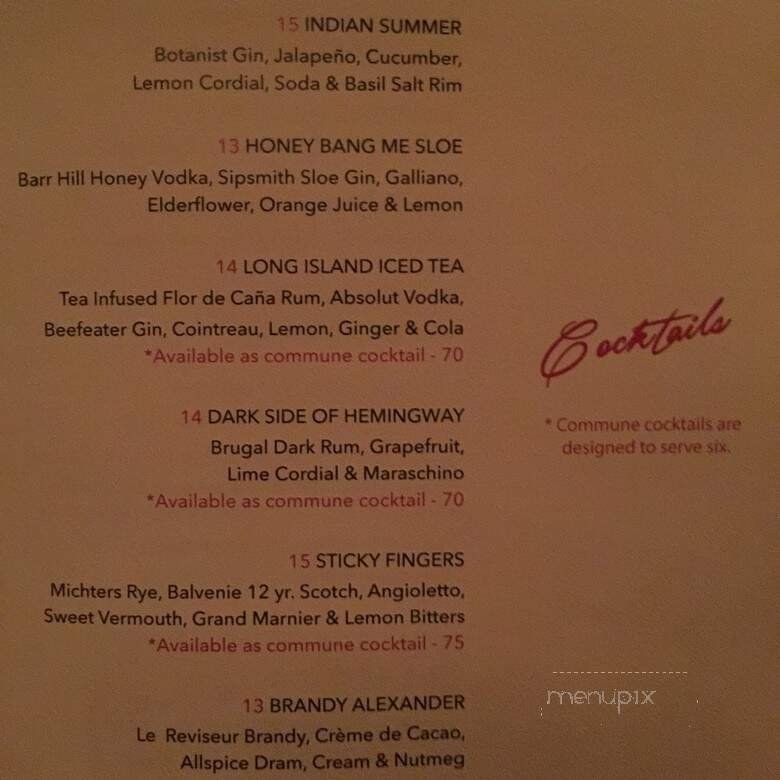 15 INDIAN SUMMER
Botanist Gin, Jalapeño, Cucumber,
Lemon Cordial, Soda & Basil Salt Rim
13 HONEY BANG ME SLOE
Barr Hill Honey Vodka, Sipsmith Sloe Gin, Galliano,
Elderflower, Orange Juice & Lemon
14 LONG ISLAND ICED TEA
Tea Infused Flor de Caña Rum, Absolut Vodka,
Beefeater Gin, Cointreau, Lemon, Ginger & Cola
*Available as commune cocktail - 70
14 DARK SIDE OF HEMINGWAY
Brugal Dark Rum, Grapefruit,
Lime Cordial & Maraschino
*Available as commune cocktail - 70
15 STICKY FINGERS
Michters Rye, Balvenie 12 yr. Scotch, Angioletto,
Sweet Vermouth, Grand Marnier & Lemon Bitters
*Available as commune cocktail - 75
13 BRANDY ALEXANDER
Le Reviseur Brandy, Crème de Cacao,
Allspice Dram, Cream & Nutmeg
Cocktails
* Commune cocktails are
designed to serve six.
menupix